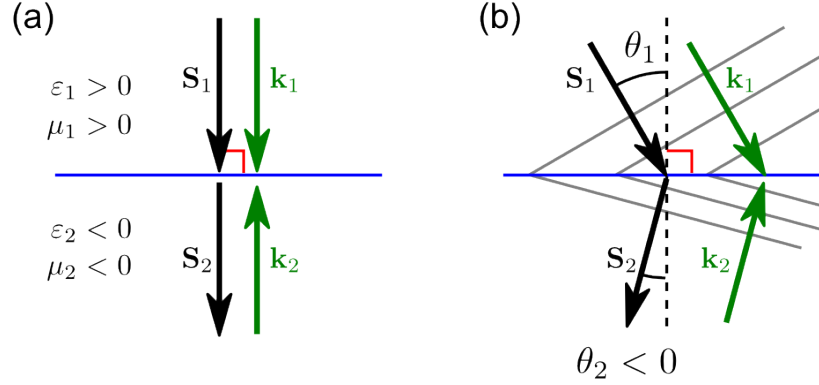 (a)
ε₁ > 0
μ₁ > 0
S₁
k₁
ε₂ < 0
μ₂ < 0
S₂
k₂
(b)
θ₁
S₁
k₁
S₂
k₂
θ₂ < 0